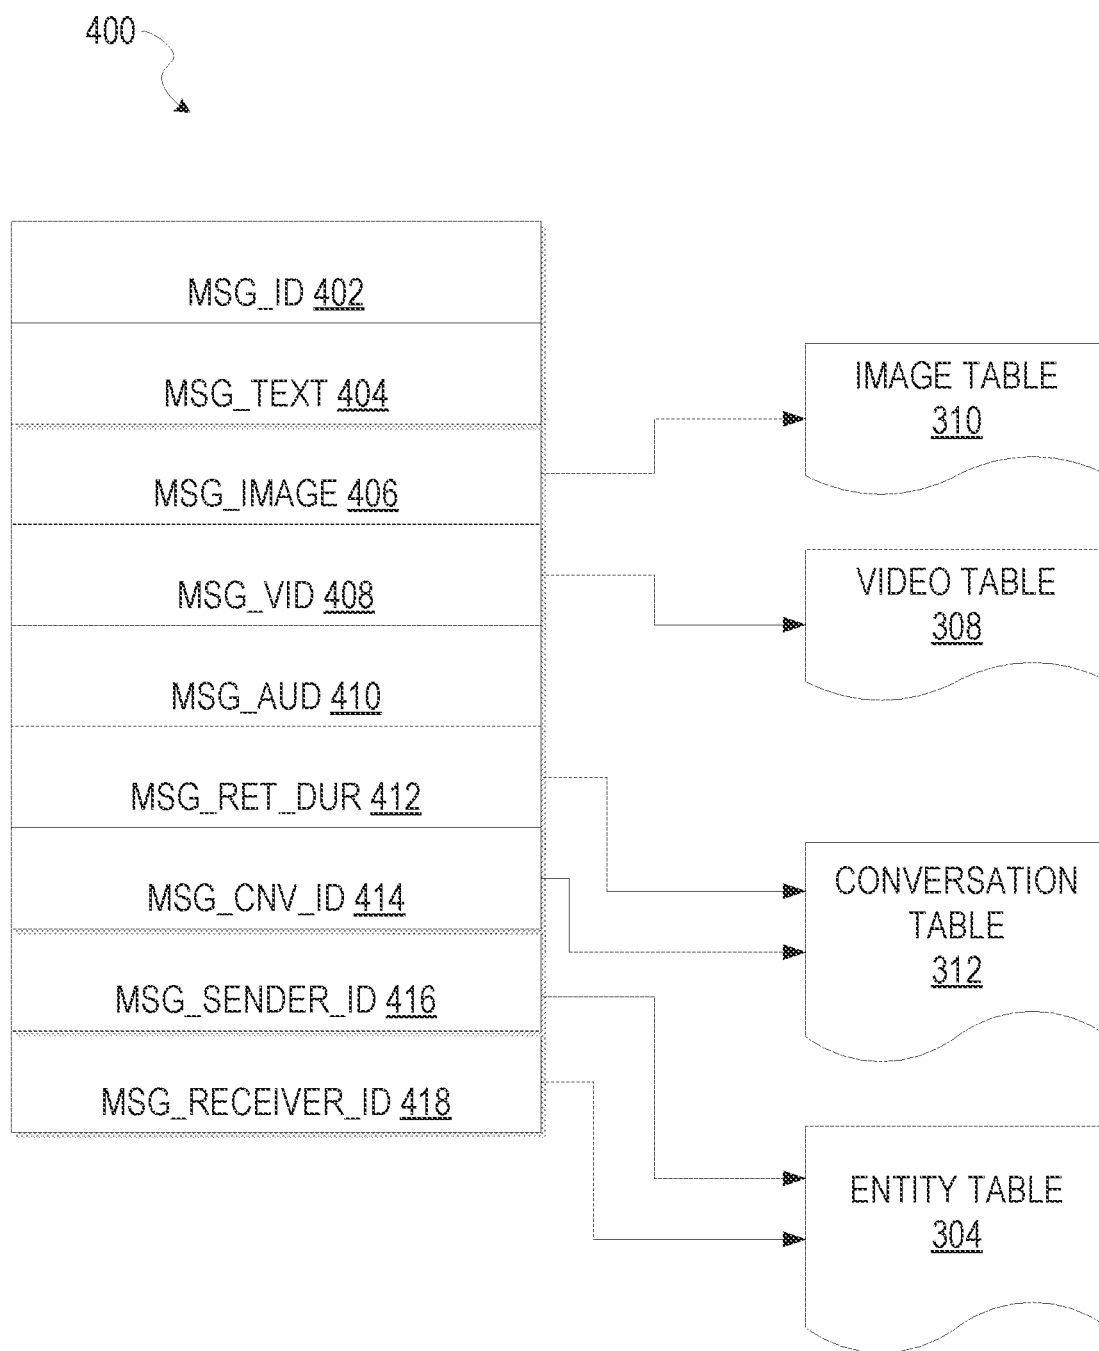 400
MSG_ID 402
MSG_TEXT 404
MSG_IMAGE 406
MSG_VID 408
MSG_AUD 410
MSG_RET_DUR 412
MSG_CNV_ID 414
MSG_SENDER_ID 416
MSG_RECEIVER_ID 418
IMAGE TABLE
310
VIDEO TABLE
308
CONVERSATION
TABLE
312
ENTITY TABLE
304